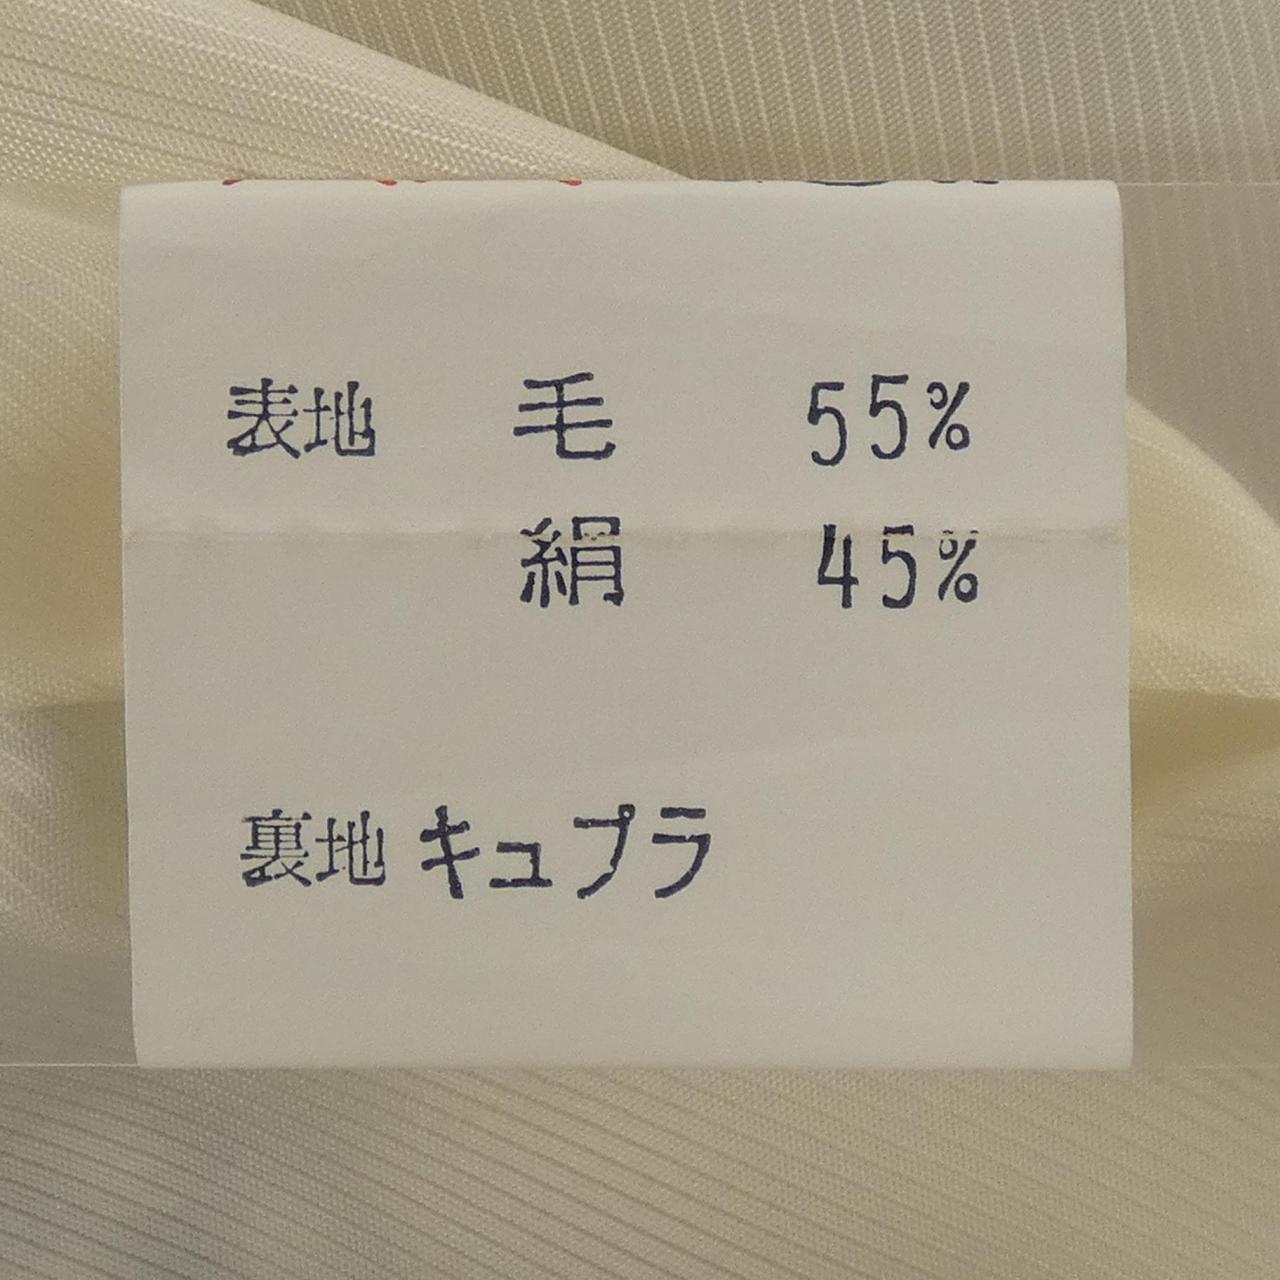 表地 毛 55%
絹 45%
裏地 キュプラ